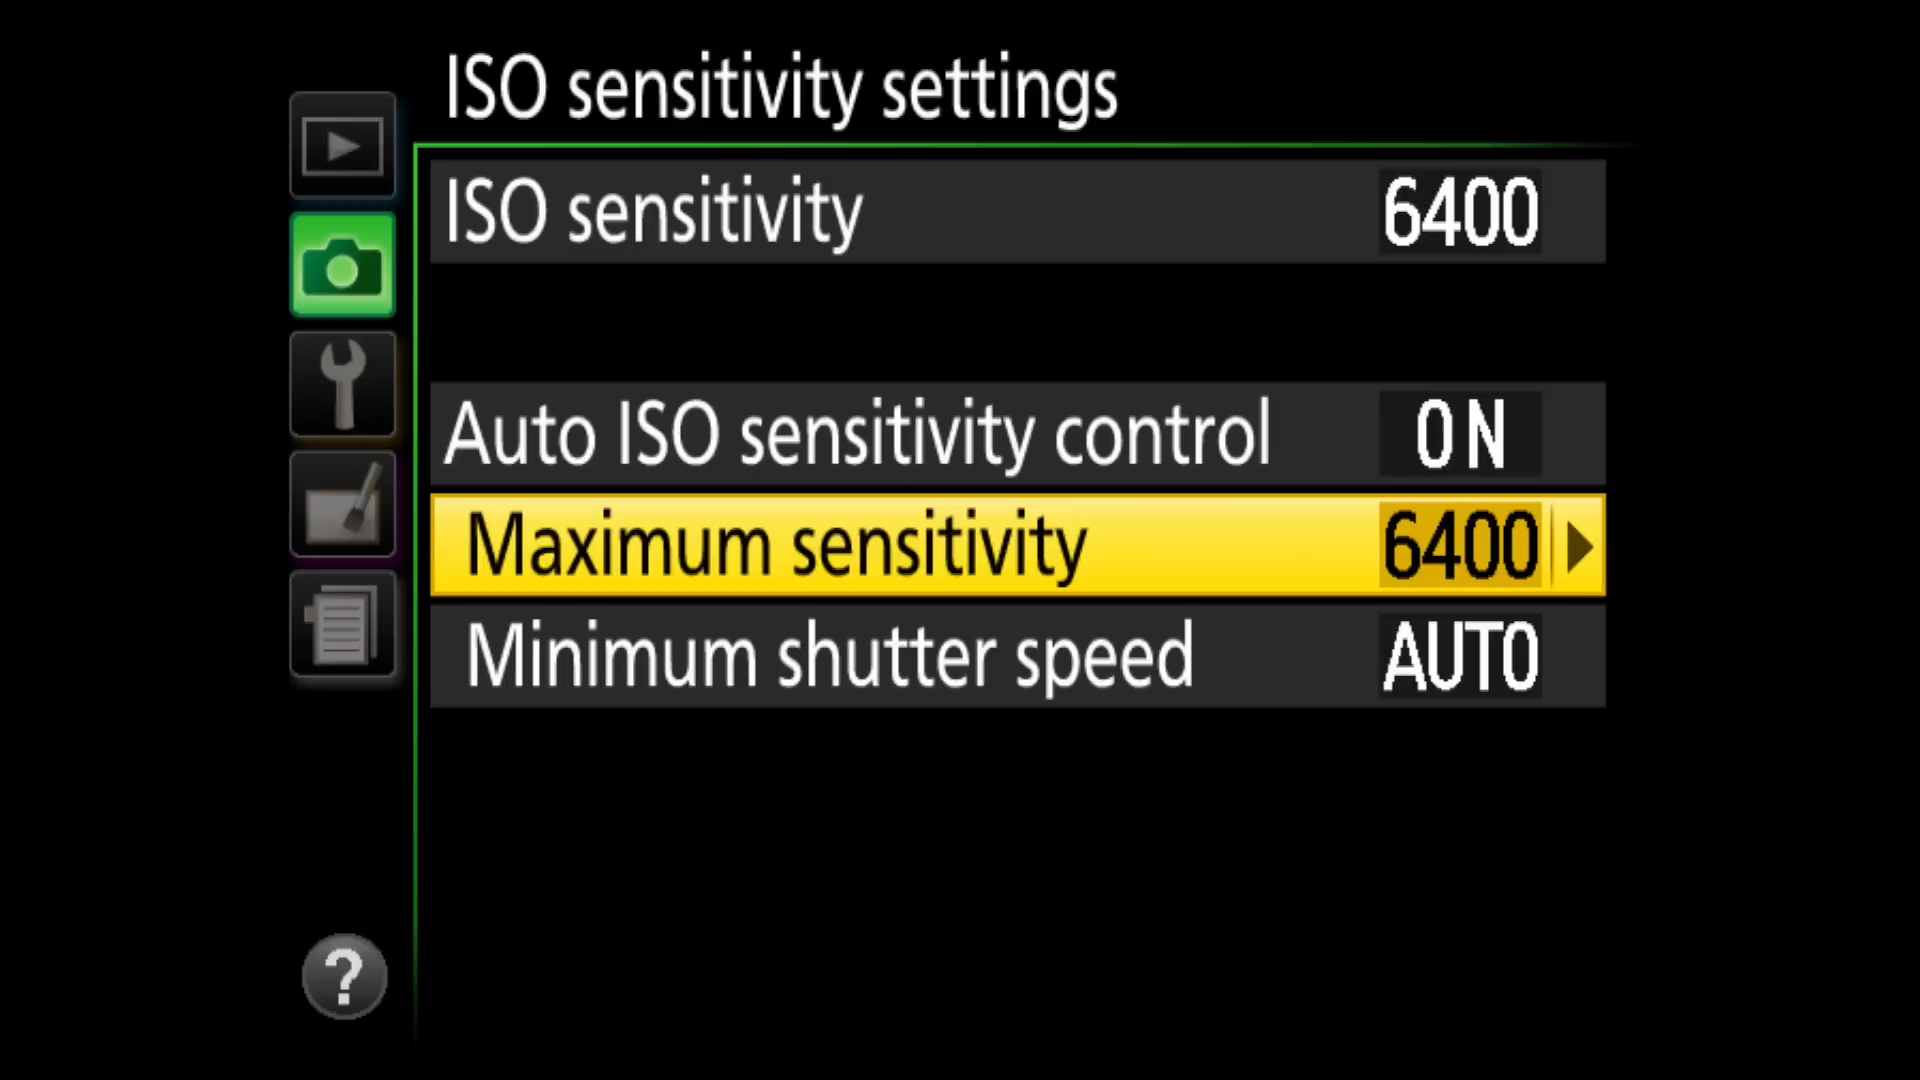 ISO sensitivity settings
ISO sensitivity 6400
Auto ISO sensitivity control ON
Maximum sensitivity 6400
Minimum shutter speed AUTO
?